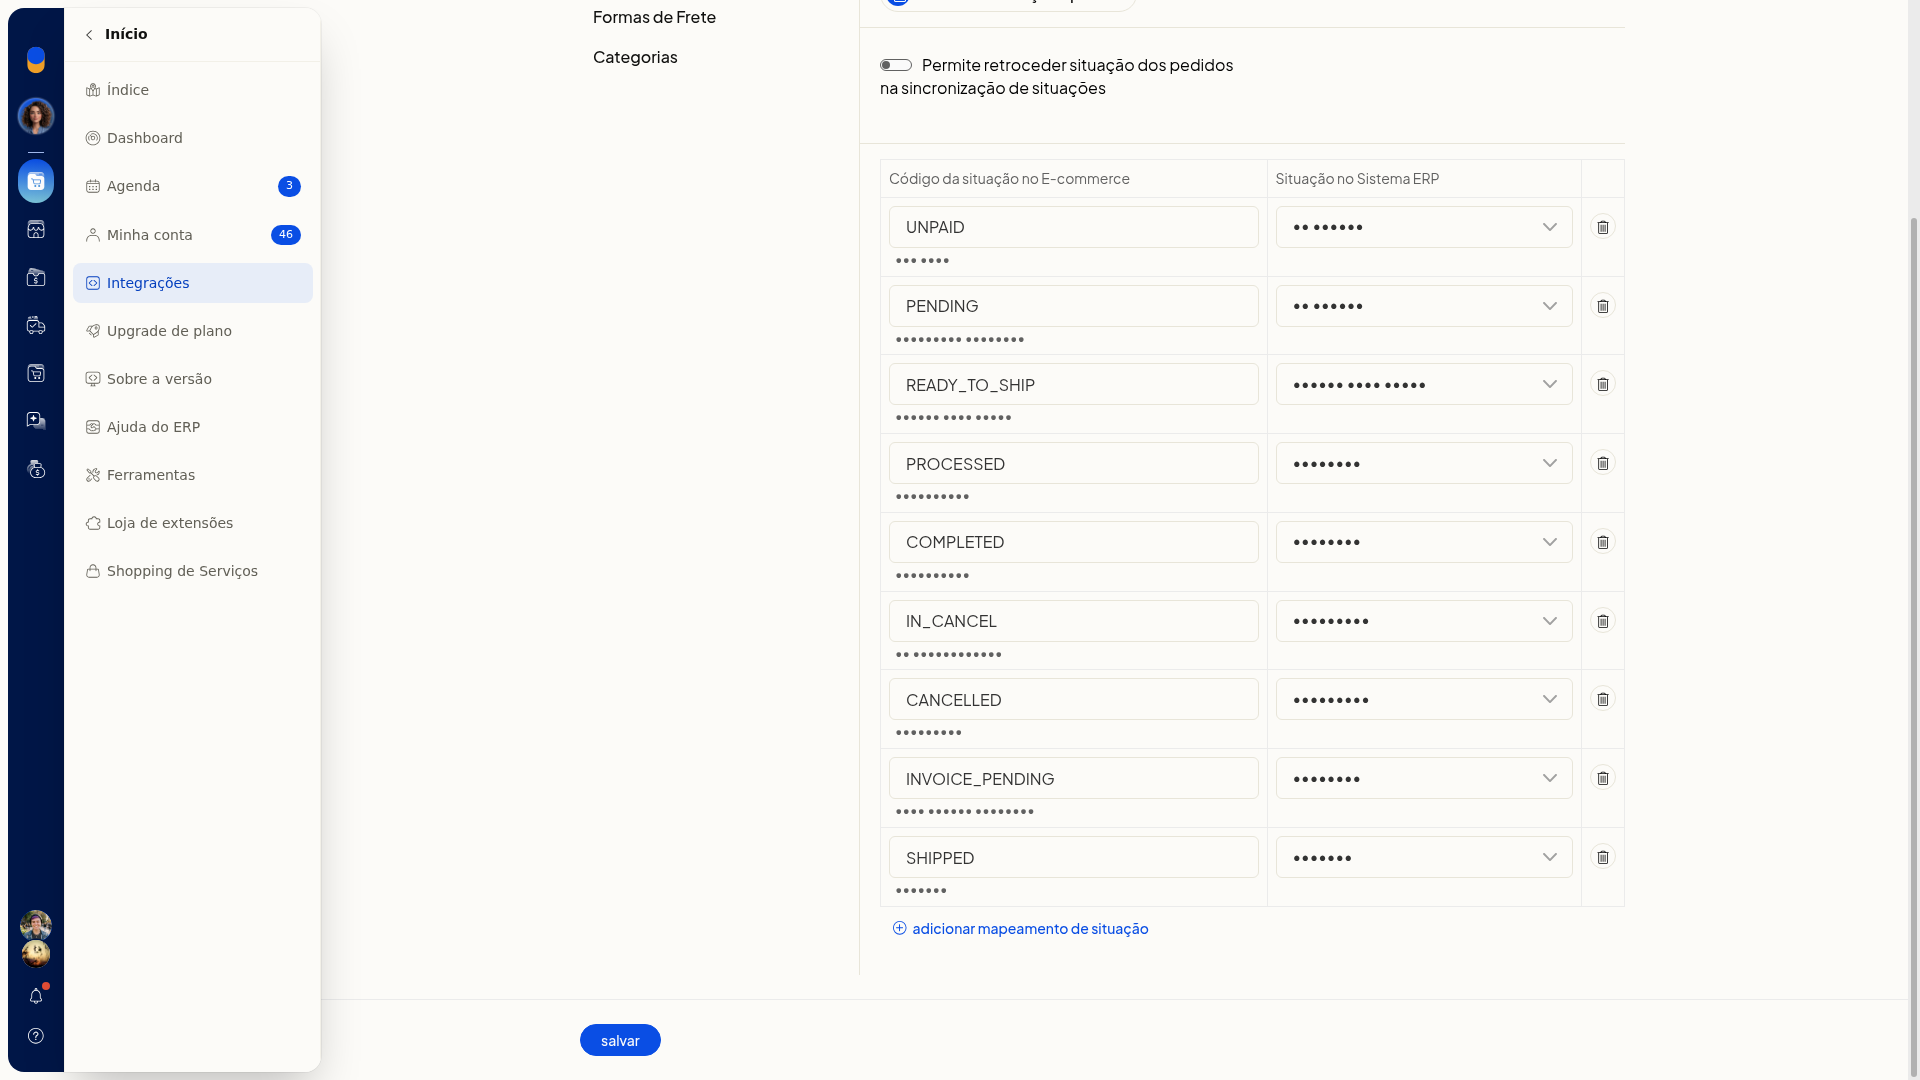 Início
Índice
Dashboard
Agenda 3
Minha conta 46
Integrações
Upgrade de plano
Sobre a versão
Ajuda do ERP
Ferramentas
Loja de extensões
Shopping de Serviços
Formas de Frete
Categorias
Permite retroceder situação dos pedidos
na sincronização de situações
Código da situação no E-commerce Situação no Sistema ERP
UNPAID
PENDING
READY_TO_SHIP
PROCESSED
COMPLETED
IN_CANCEL
CANCELLED
INVOICE_PENDING
SHIPPED
adicionar mapeamento de situação
salvar